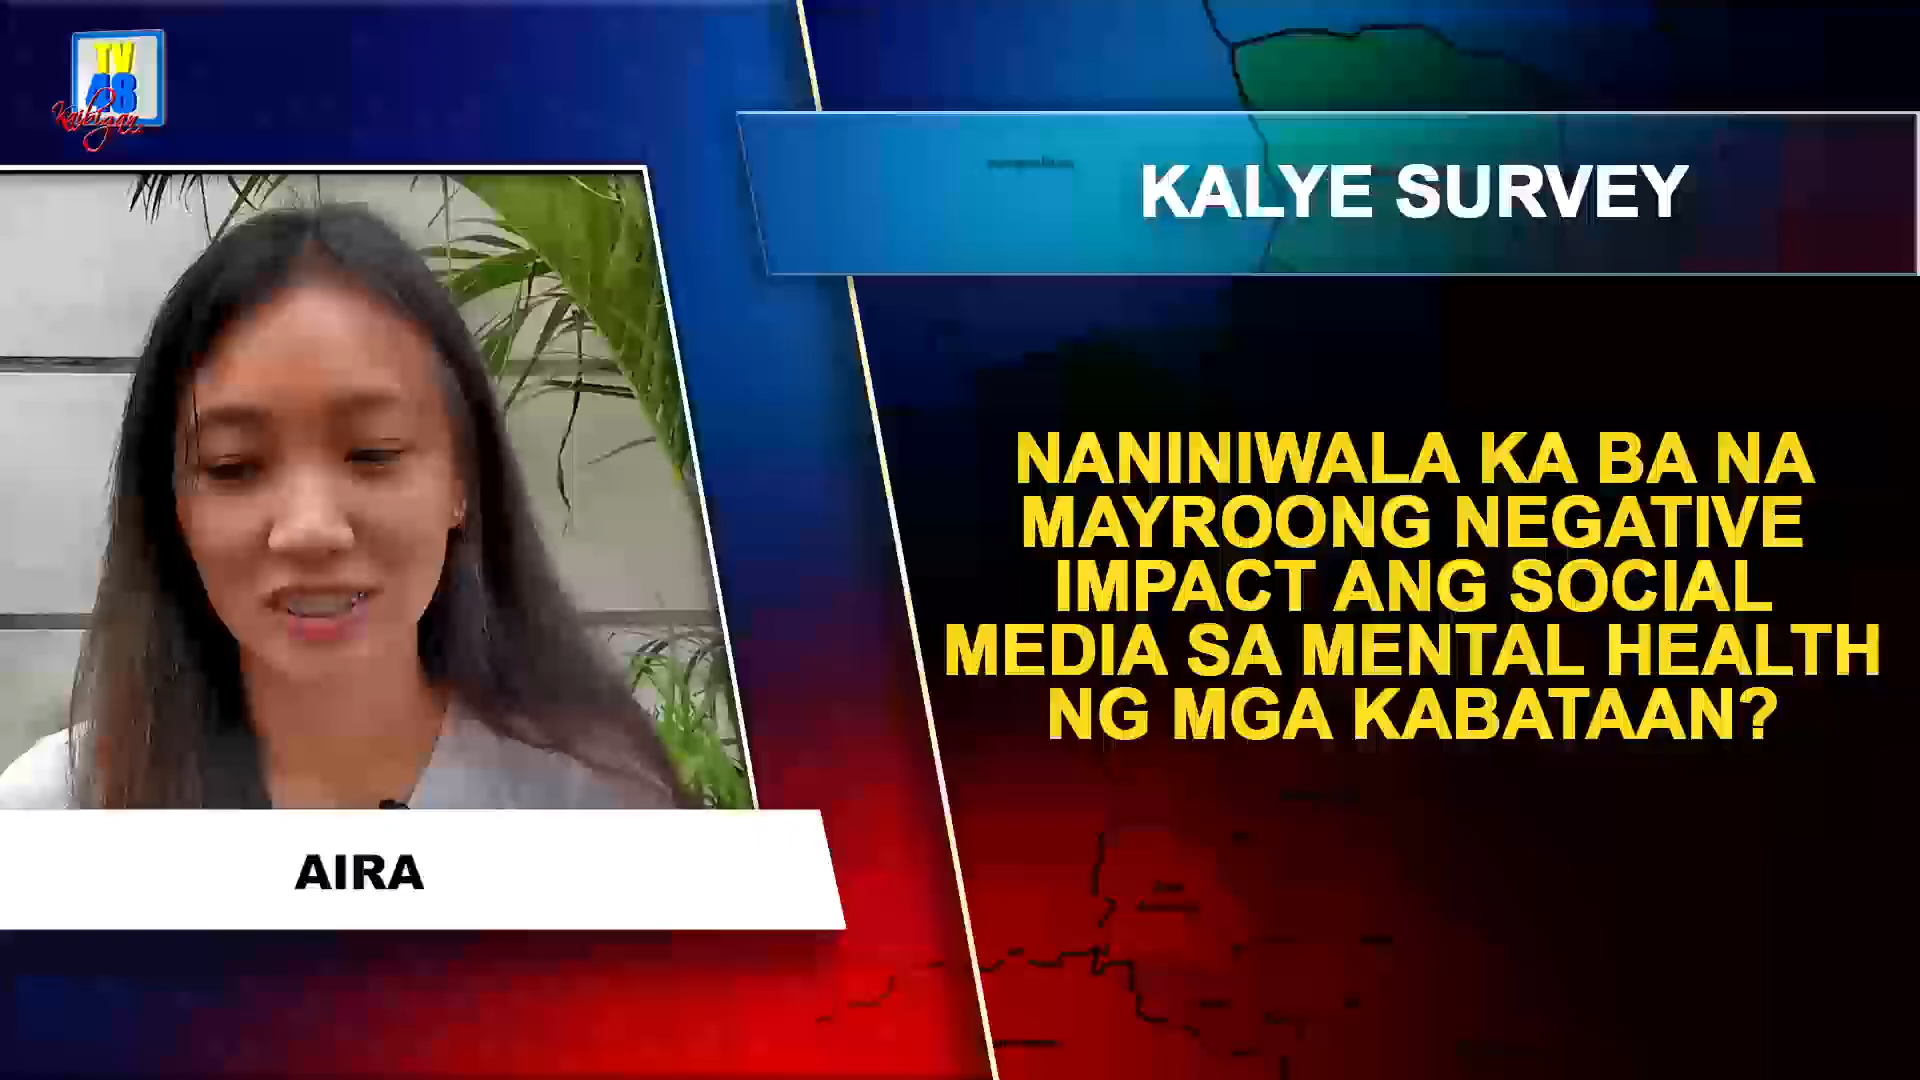 TV
48
Kaibigan
KALYE SURVEY
NANINIWALA KA BA NA
MAYROONG NEGATIVE
IMPACT ANG SOCIAL
MEDIA SA MENTAL HEALTH
NG MGA KABATAAN?
AIRA